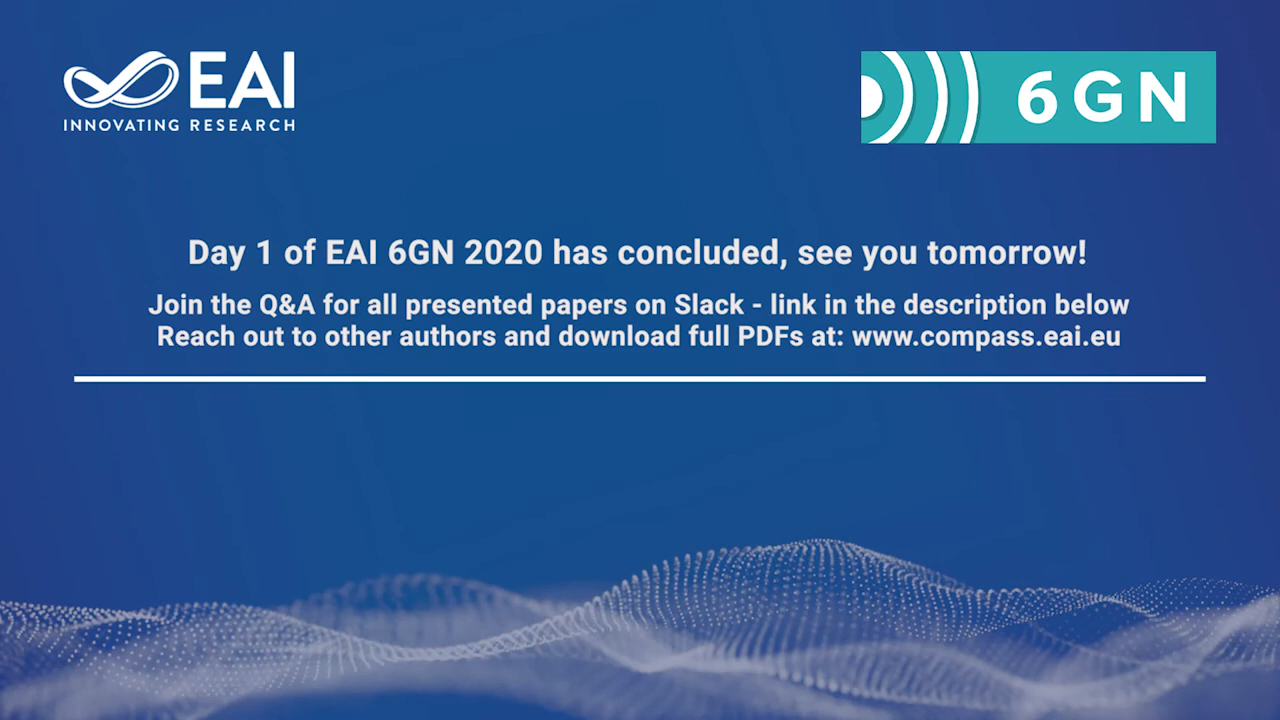 EAI
INNOVATING RESEARCH
6GN
Day 1 of EAI 6GN 2020 has concluded, see you tomorrow!
Join the Q&A for all presented papers on Slack - link in the description below
Reach out to other authors and download full PDFs at: www.compass.eai.eu